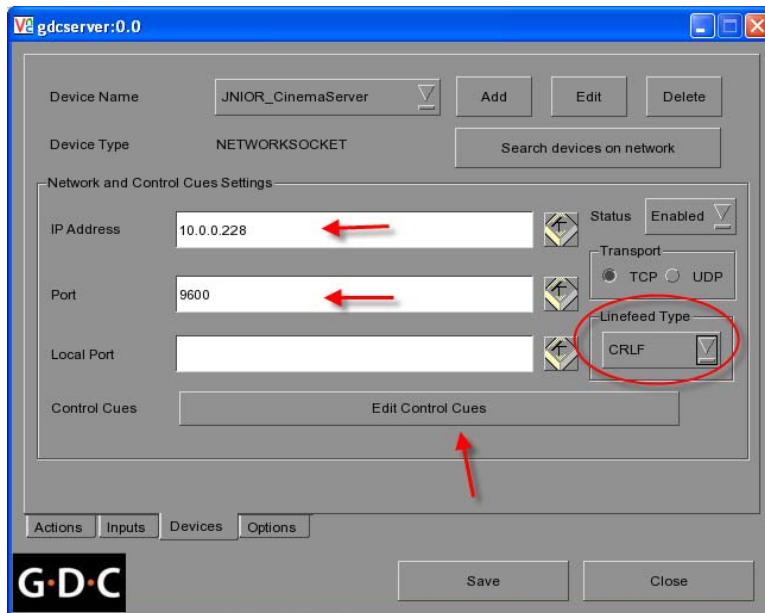 gdcserver:0.0
Device Name JNIOR_CinemaServer Add Edit Delete
Device Type NETWORKSOCKET Search devices on network
Network and Control Cues Settings
IP Address 10.0.0.228 Status Enabled
Transport
TCP UDP
Port 9600
Linefeed Type
CRLF
Local Port
Control Cues Edit Control Cues
Actions Inputs Devices Options
G·D·C Save Close